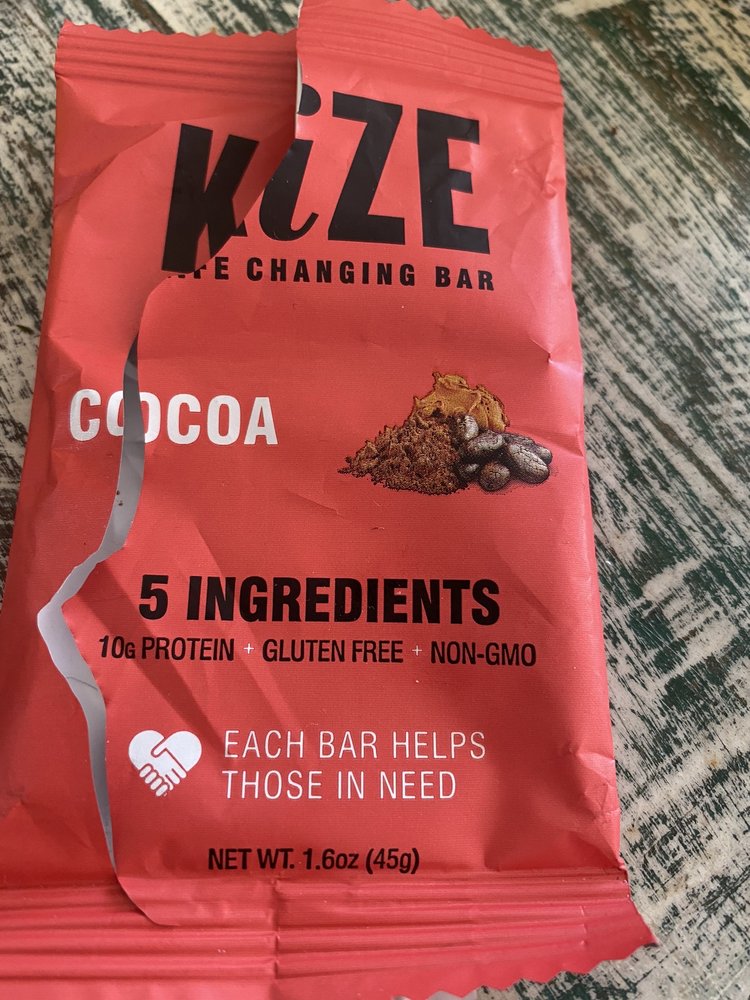 KiZE
LIFE CHANGING BAR
COCOA
5 INGREDIENTS
10G PROTEIN + GLUTEN FREE + NON-GMO
EACH BAR HELPS
THOSE IN NEED
NET WT. 1.6oz (45g)